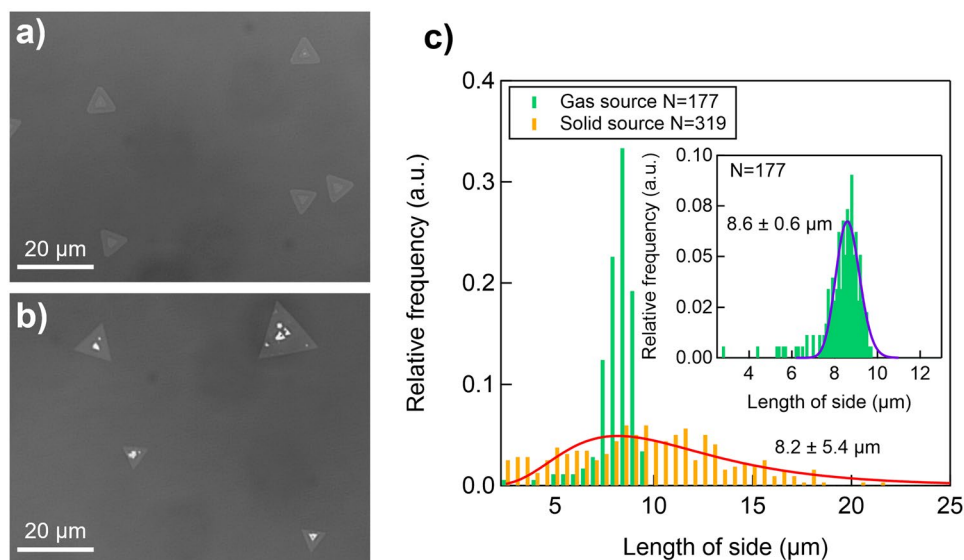 a)
20 µm
b)
20 µm
c)
Relative frequency (a.u.)
0.4
0.3
0.2
0.1
0.0
Gas source N=177
Solid source N=319
8.2 ± 5.4 µm
5
10
15
20
25
Length of side (µm)
Relative frequency (a.u.)
0.10
0.08
0.05
0.02
0.00
N=177
8.6 ± 0.6 µm
4
6
8
10
12
Length of side (µm)